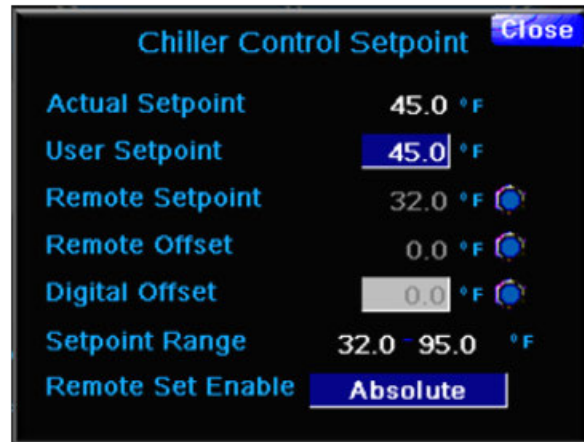 Close
Chiller Control Setpoint
Actual Setpoint 45.0 °F
User Setpoint 45.0 °F
Remote Setpoint 32.0 °F
Remote Offset 0.0 °F
Digital Offset 0.0 °F
Setpoint Range 32.0 - 95.0 °F
Remote Set Enable Absolute